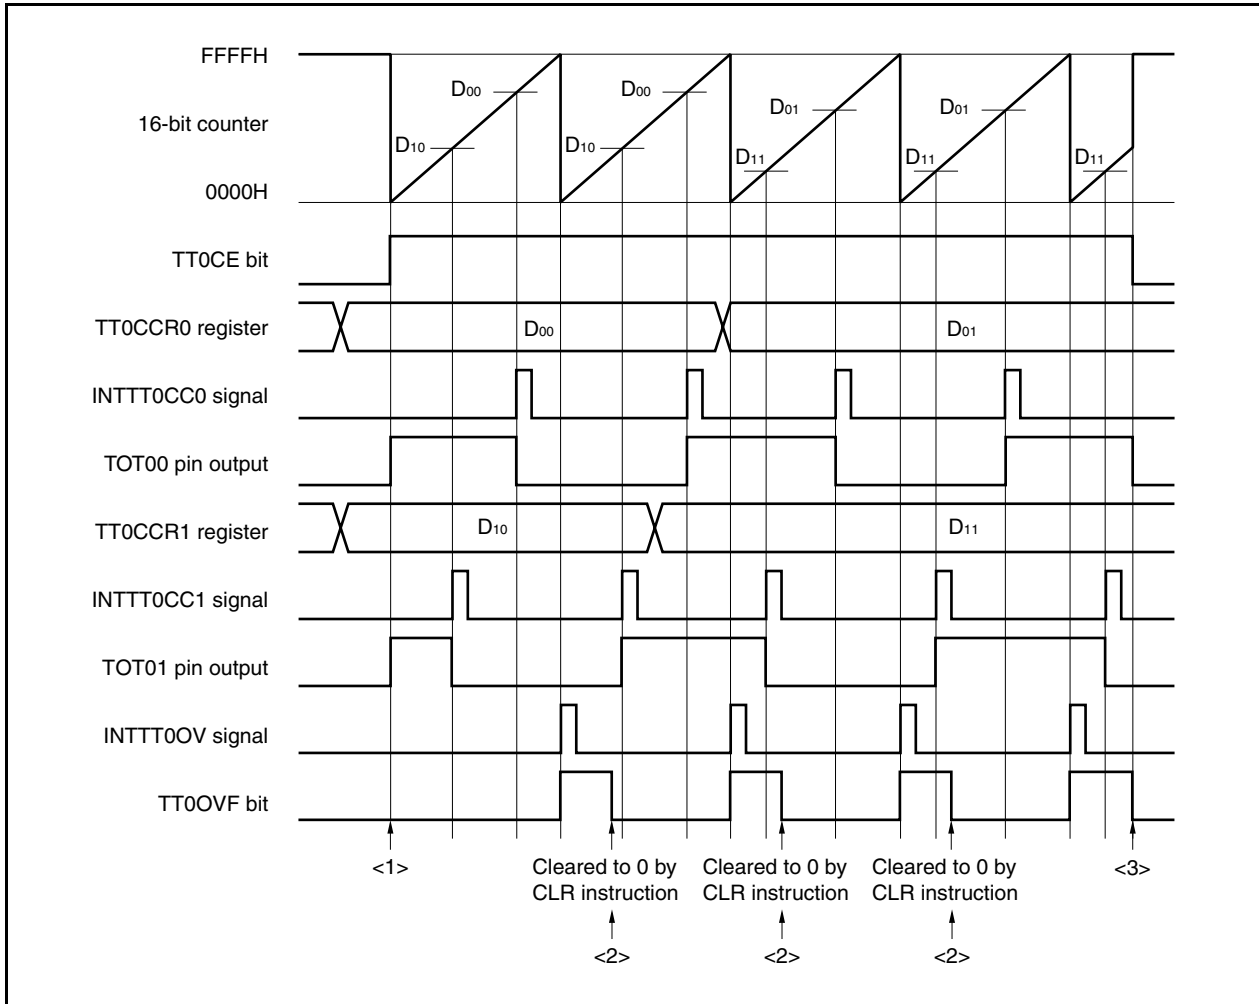 FFFFH
D00
D00
D01
D01
16-bit counter
D10
D10
D11
D11
D11
0000H
TT0CE bit
TT0CCR0 register
D00
D01
INTTT0CC0 signal
TOT00 pin output
TT0CCR1 register
D10
D11
INTTT0CC1 signal
TOT01 pin output
INTTT0OV signal
TT0OVF bit
<1>
Cleared to 0 by
CLR instruction
<2>
Cleared to 0 by
CLR instruction
<2>
Cleared to 0 by
CLR instruction
<2>
<3>